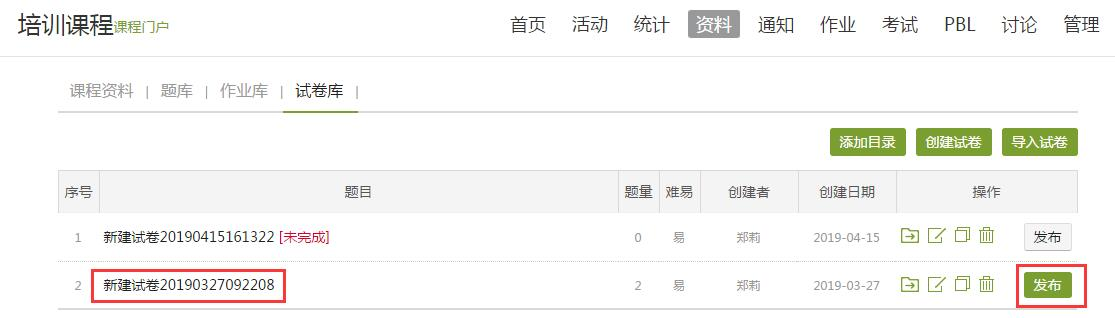 培训课程课程门户 首页 活动 统计 资料 通知 作业 考试 PBL 讨论 管理
课程资料 | 题库 | 作业库 | 试卷库 |
添加目录 创建试卷 导入试卷
序号 题目 题量 难易 创建者 创建日期 操作
1 新建试卷20190415161322 [未完成] 0 易 郑莉 2019-04-15 发布
2 新建试卷20190327092208 2 易 郑莉 2019-03-27 发布